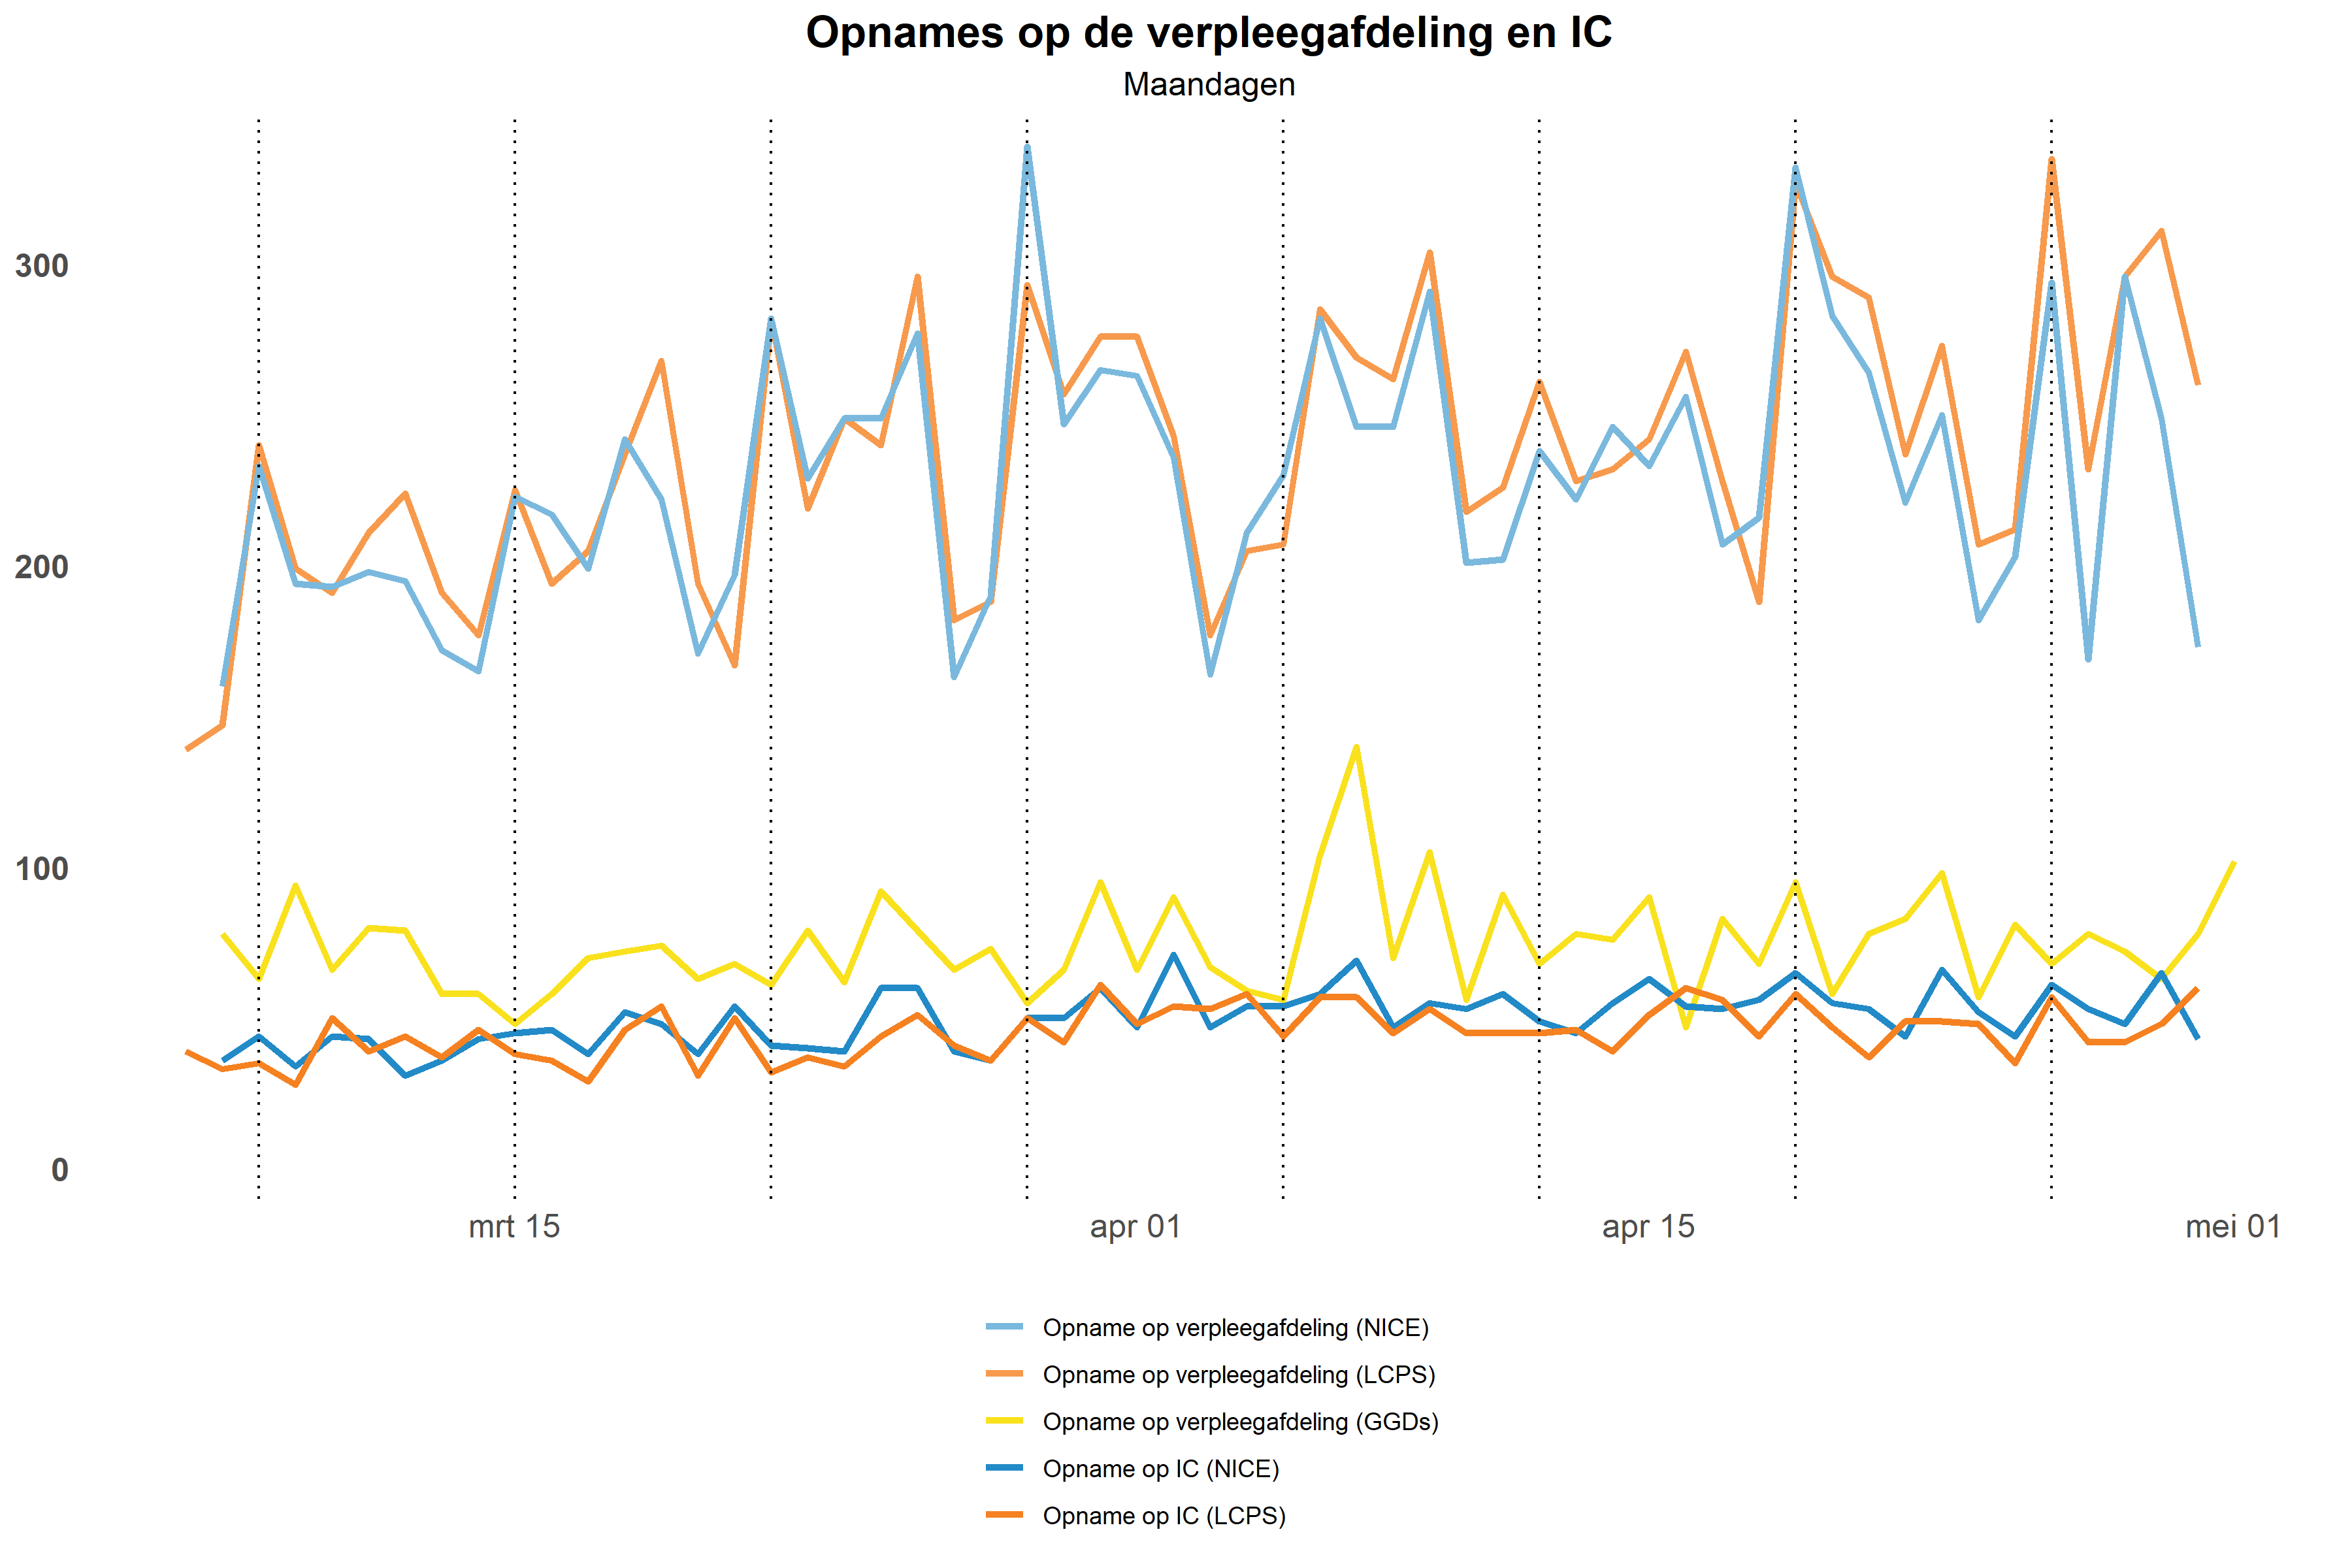 Opnames op de verpleegafdeling en IC
Maandagen
300
200
100
0
mrt 15 apr 01 apr 15 mei 01
Opname op verpleegafdeling (NICE)
Opname op verpleegafdeling (LCPS)
Opname op verpleegafdeling (GGDs)
Opname op IC (NICE)
Opname op IC (LCPS)